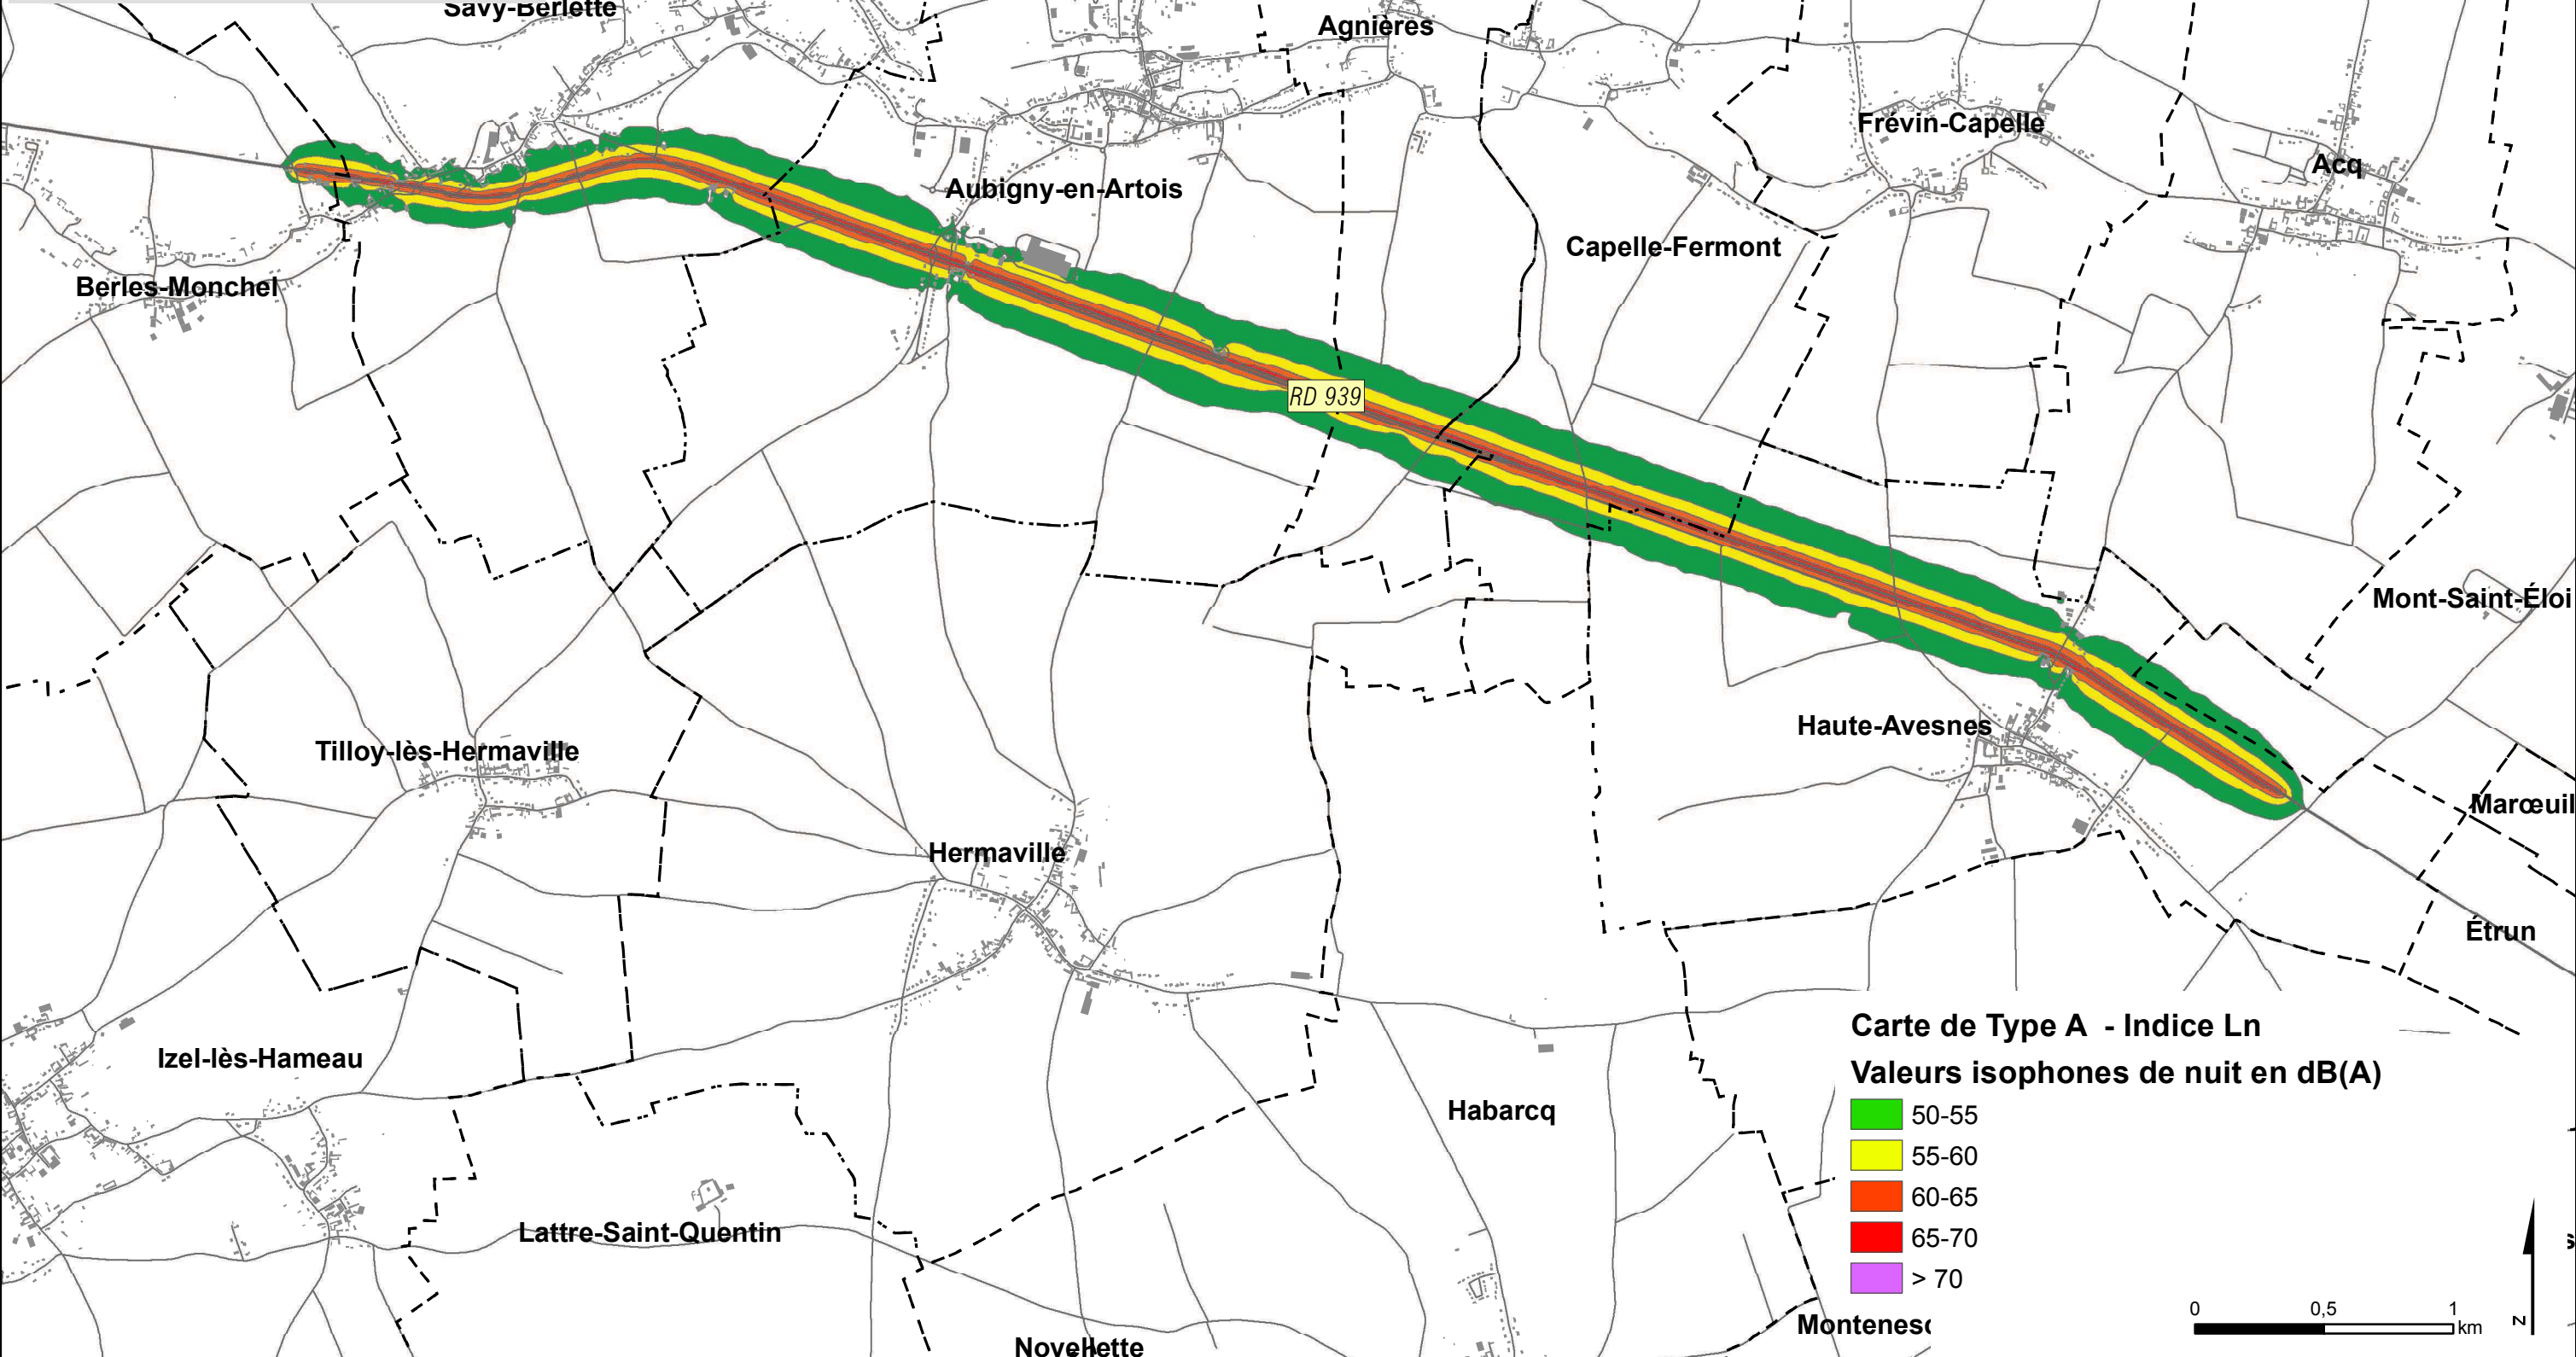 Savy-Berlette
Agnières
Frévin-Capelle
Acq
Aubigny-en-Artois
Capelle-Fermont
Berles-Monchel
RD 939
Mont-Saint-Éloi
Haute-Avesnes
Tilloy-lès-Hermaville
Marœuil
Hermaville
Étrun
Izel-lès-Hameau
Habarcq
Lattre-Saint-Quentin
Novellette
Montenesc
Carte de Type A - Indice Ln
Valeurs isophones de nuit en dB(A)
50-55
55-60
60-65
65-70
> 70
0 0,5 1
km
N